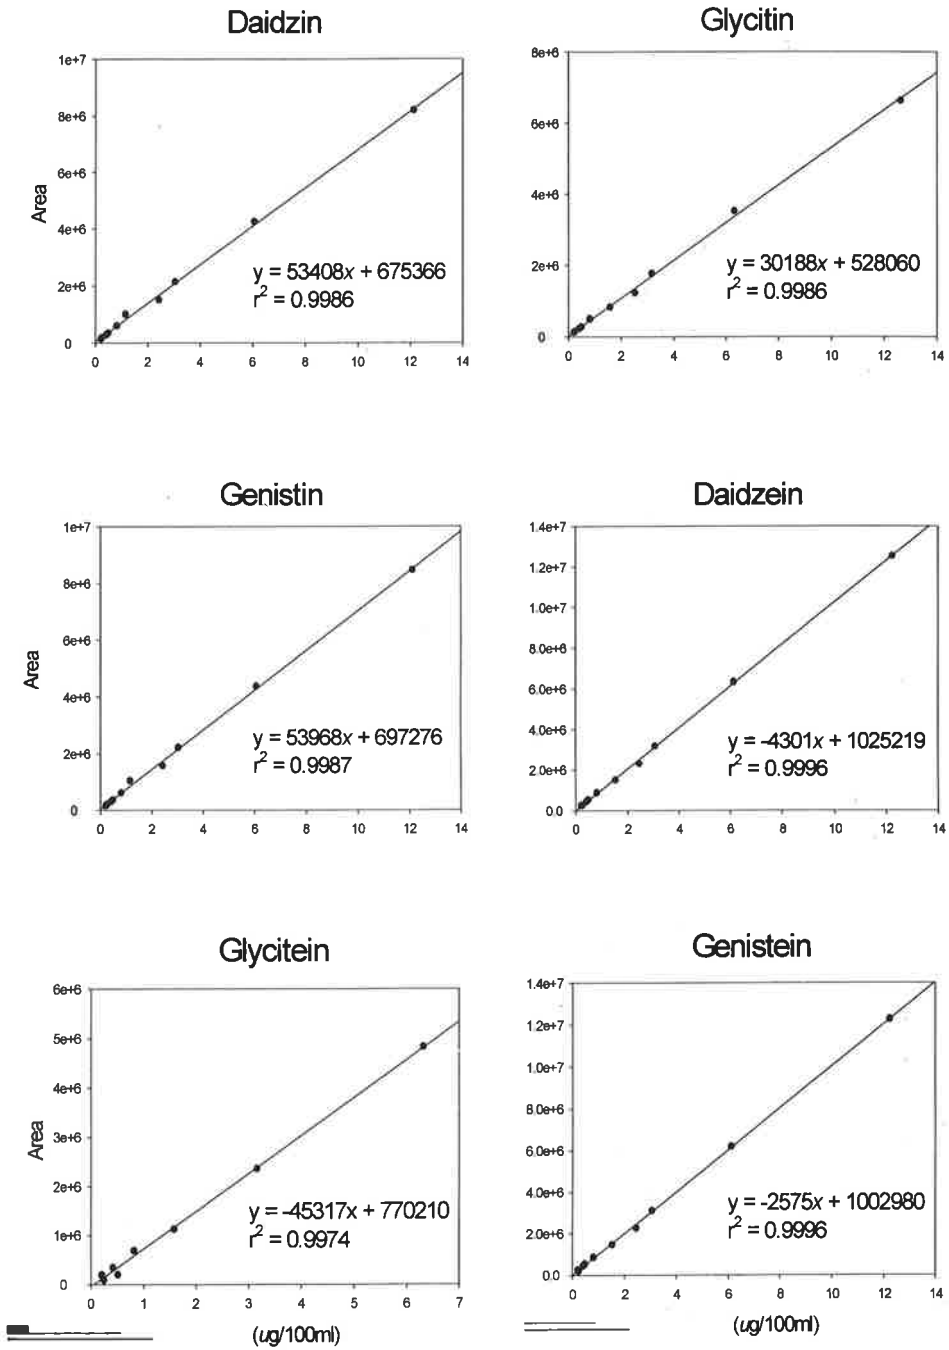 Daidzin
1e+7
8e+6
6e+6
4e+6
2e+6
0
Area
y = 53408x + 675366
r² = 0.9986
0 2 4 6 8 10 12 14
Glycitin
8e+6
6e+6
4e+6
2e+6
0
y = 30188x + 528060
r² = 0.9986
0 2 4 6 8 10 12 14
Genistin
1e+7
8e+6
6e+6
4e+6
2e+6
0
Area
y = 53968x + 697276
r² = 0.9987
0 2 4 6 8 10 12 14
Daidzein
1.4e+7
1.2e+7
1.0e+7
8.0e+6
6.0e+6
4.0e+6
2.0e+6
0.0
y = -4301x + 1025219
r² = 0.9996
0 2 4 6 8 10 12 14
Glycitein
6e+6
5e+6
4e+6
3e+6
2e+6
1e+6
0
Area
y = -45317x + 770210
r² = 0.9974
0 1 2 3 4 5 6 7
(ug/100ml)
Genistein
1.4e+7
1.2e+7
1.0e+7
8.0e+6
6.0e+6
4.0e+6
2.0e+6
0.0
y = -2575x + 1002980
r² = 0.9996
0 2 4 6 8 10 12 14
(ug/100ml)